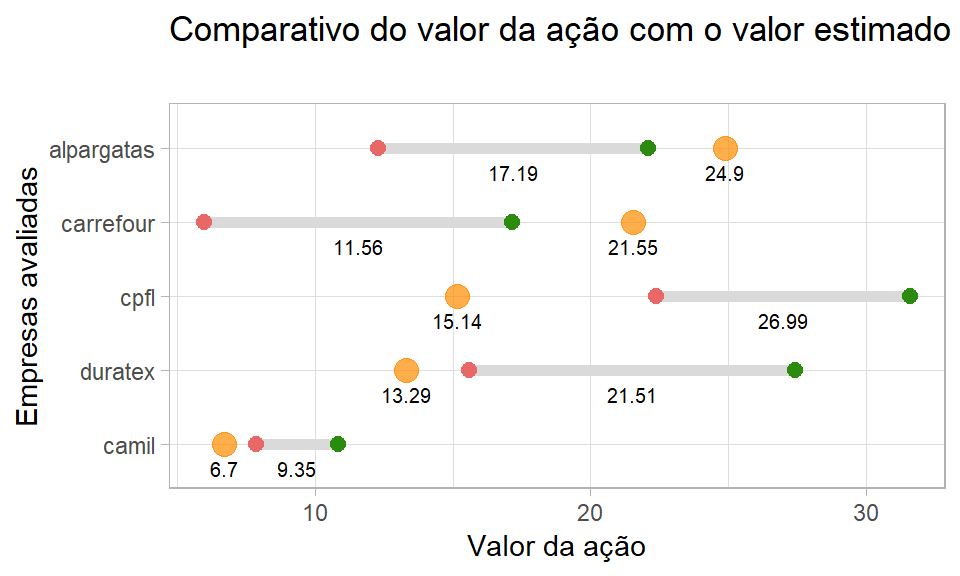 Comparativo do valor da ação com o valor estimado
Empresas avaliadas
alpargatas
17.19
24.9
carrefour
11.56
21.55
cpfl
15.14
26.99
duratex
13.29
21.51
camil
6.7
9.35
10
20
30
Valor da ação